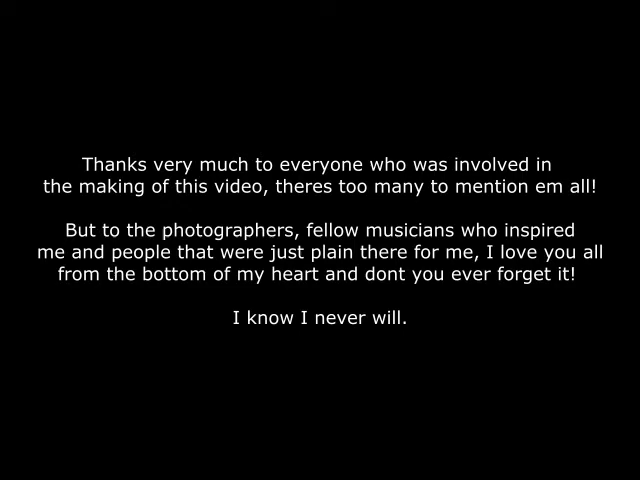 Thanks very much to everyone who was involved in
the making of this video, theres too many to mention em all!
But to the photographers, fellow musicians who inspired
me and people that were just plain there for me, I love you all
from the bottom of my heart and dont you ever forget it!
I know I never will.